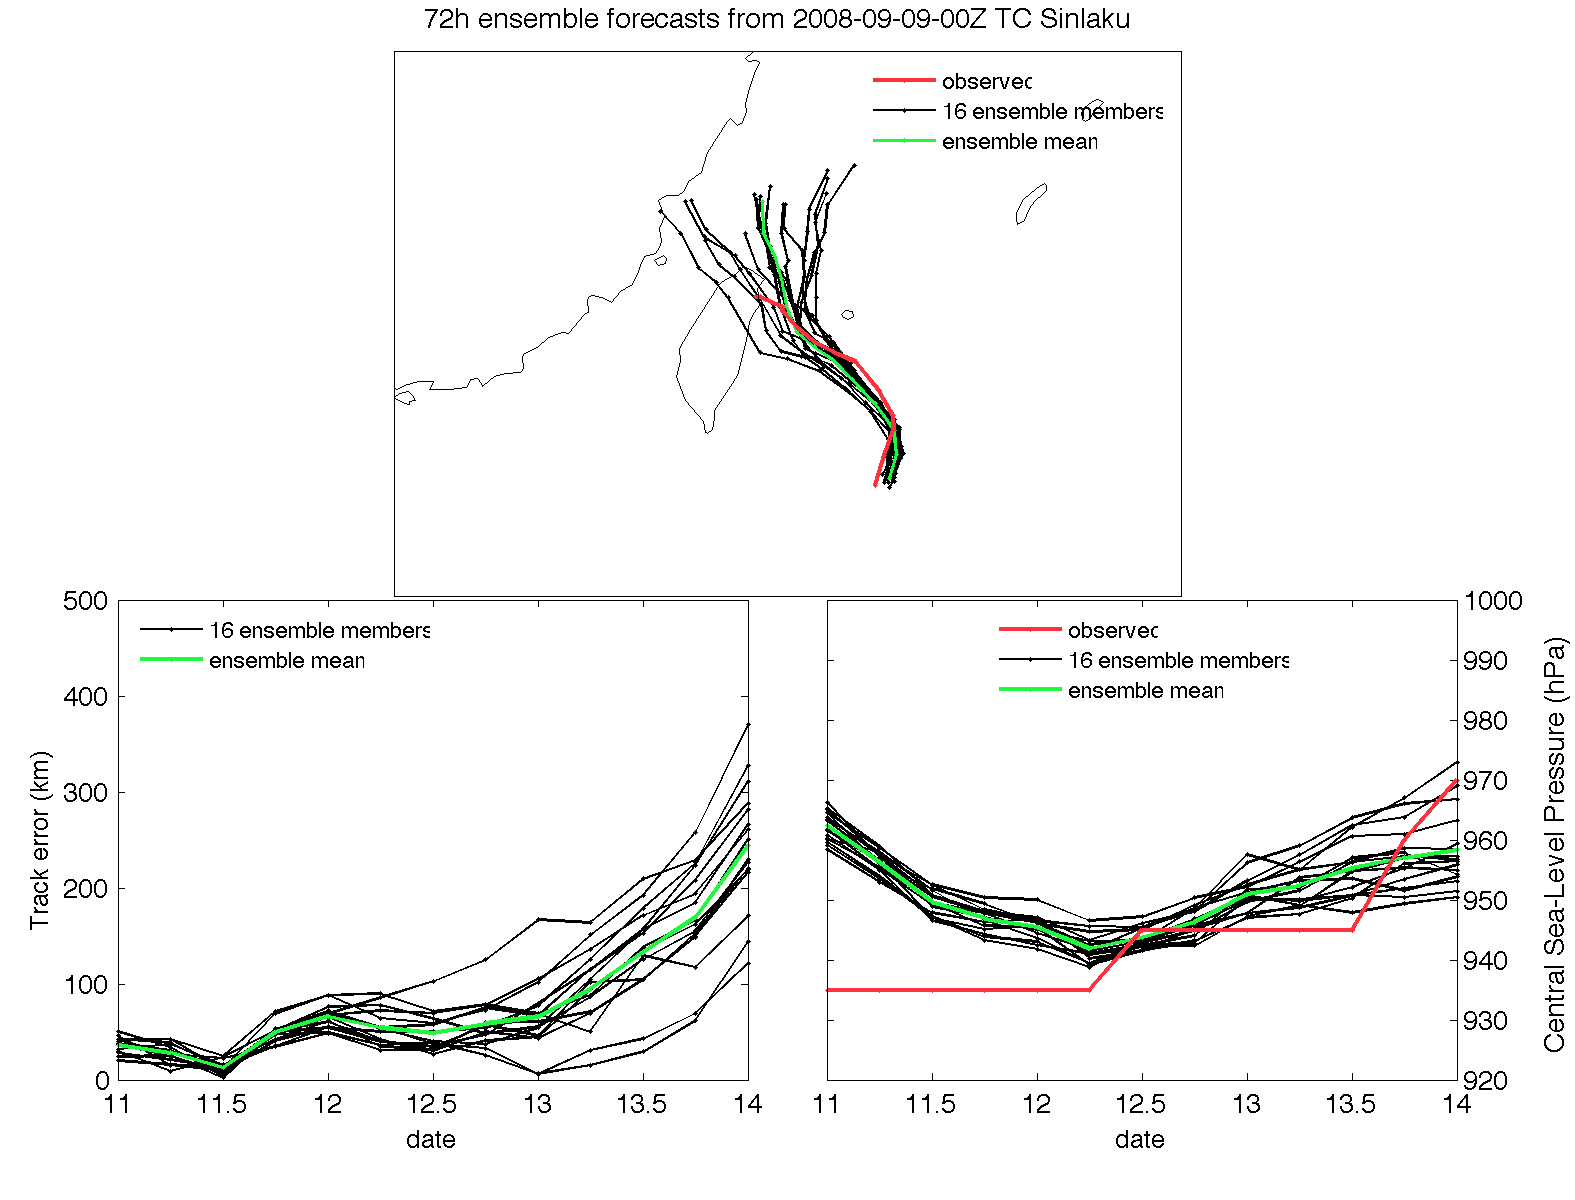 72h ensemble forecasts from 2008-09-09-00Z TC Sinlaku
observec
16 ensemble members
ensemble mean
500
400
300
200
100
0
Track error (km)
16 ensemble members
ensemble mean
11
11.5
12
12.5
13
13.5
14
date
observec
16 ensemble members
ensemble mean
1000
990
980
970
960
950
940
930
920
Central Sea-Level Pressure (hPa)
11
11.5
12
12.5
13
13.5
14
date